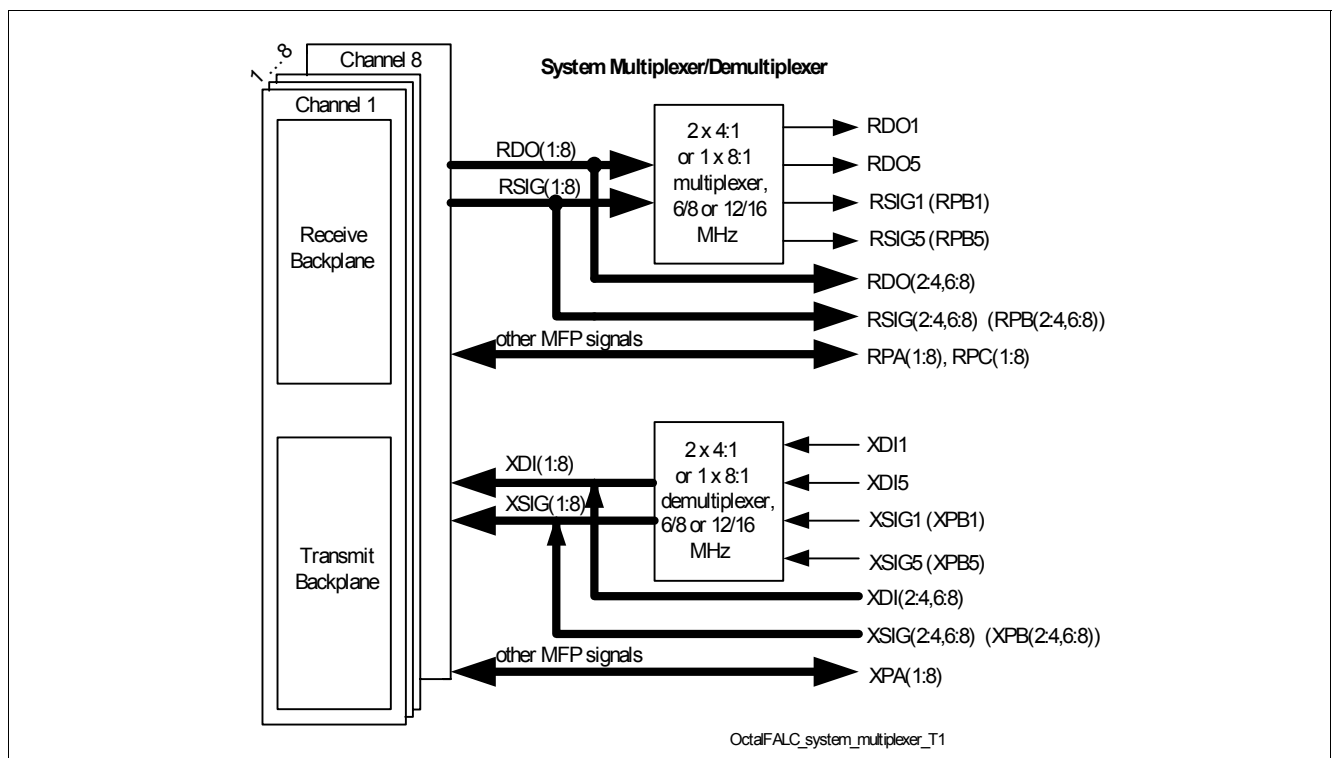 1 ... 8
Channel 8
Channel 1
System Multiplexer/Demultiplexer
Receive
Backplane
RDO(1:8)
RSIG(1:8)
2 x 4:1
or 1 x 8:1
multiplexer,
6/8 or 12/16
MHz
RDO1
RDO5
RSIG1 (RPB1)
RSIG5 (RPB5)
RDO(2:4,6:8)
RSIG(2:4,6:8) (RPB(2:4,6:8))
other MFP signals
RPA(1:8), RPC(1:8)
Transmit
Backplane
XDI(1:8)
XSIG(1:8)
2 x 4:1
or 1 x 8:1
demultiplexer,
6/8 or 12/16
MHz
XDI1
XDI5
XSIG1 (XPB1)
XSIG5 (XPB5)
XDI(2:4,6:8)
XSIG(2:4,6:8) (XPB(2:4,6:8))
other MFP signals
XPA(1:8)
OctalFALC_system_multiplexer_T1